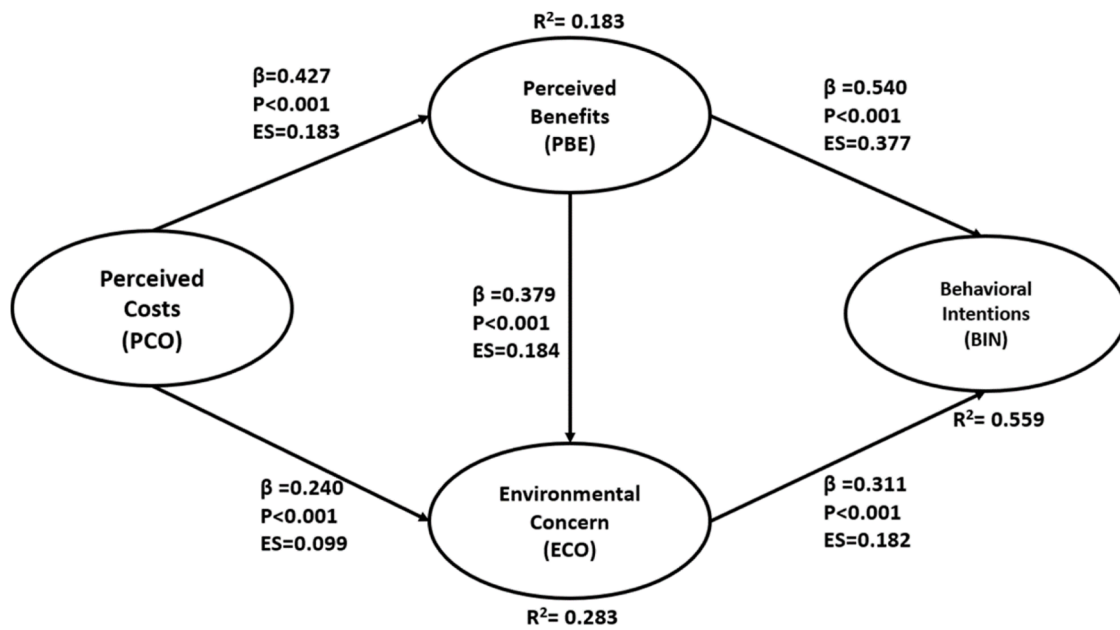 R²= 0.183
β=0.427
P<0.001
ES=0.183
Perceived
Benefits
(PBE)
β =0.540
P<0.001
ES=0.377
Perceived
Costs
(PCO)
β =0.379
P<0.001
ES=0.184
Behavioral
Intentions
(BIN)
R²= 0.559
β =0.240
P<0.001
ES=0.099
Environmental
Concern
(ECO)
β =0.311
P<0.001
ES=0.182
R²= 0.283